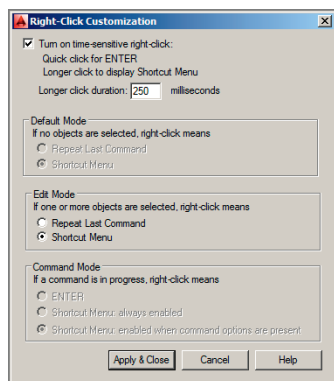 Right-Click Customization
Turn on time-sensitive right-click:
Quick click for ENTER
Longer click to display Shortcut Menu
Longer click duration: 250 milliseconds
Default Mode
If no objects are selected, right-click means
Repeat Last Command
Shortcut Menu
Edit Mode
If one or more objects are selected, right-click means
Repeat Last Command
Shortcut Menu
Command Mode
If a command is in progress, right-click means
ENTER
Shortcut Menu: always enabled
Shortcut Menu: enabled when command options are present
Apply & Close Cancel Help